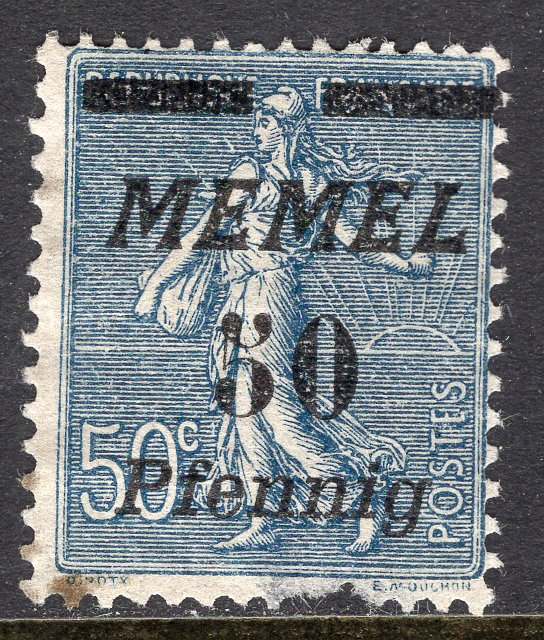 MEMEL
50
50c
Pfennig
POSTES
O. ROTY
E. MOUCHON